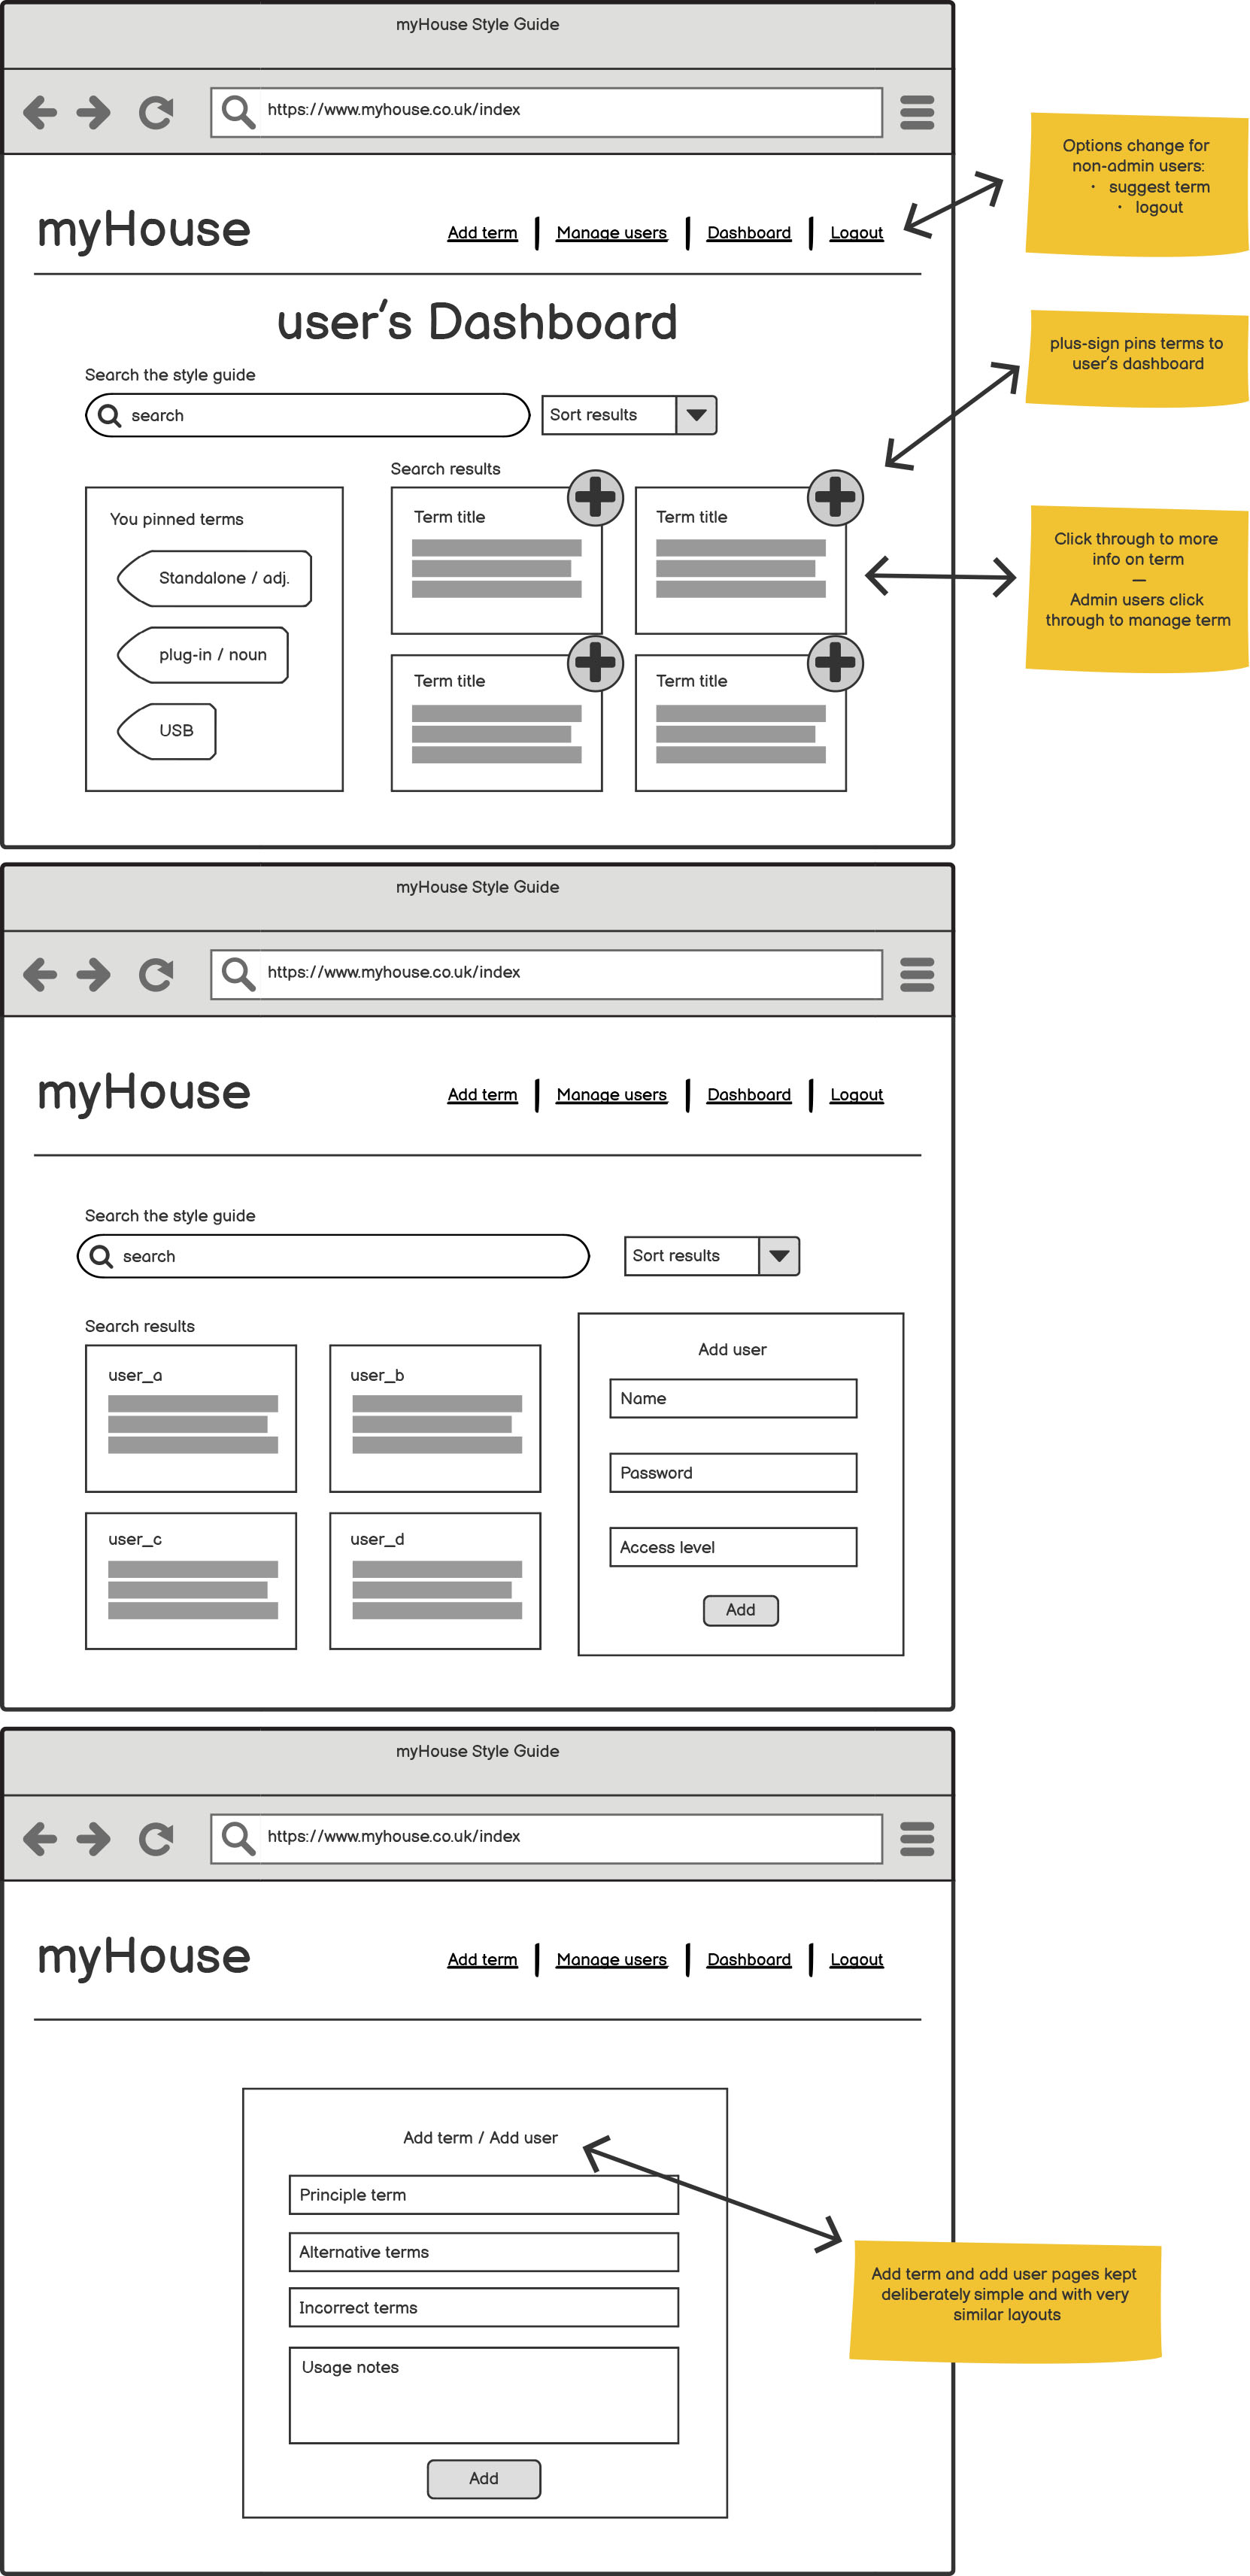 myHouse Style Guide
https://www.myhouse.co.uk/index
myHouse
Add term
Manage users
Dashboard
Logout
Options change for
non-admin users:
• suggest term
• logout
user's Dashboard
plus-sign pins terms to
user's dashboard
Search the style guide
search
Sort results
Search results
You pinned terms
Standalone / adj.
plug-in / noun
USB
Term title
Term title
Term title
Term title
Click through to more
info on term
—
Admin users click
through to manage term
myHouse Style Guide
https://www.myhouse.co.uk/index
myHouse
Add term
Manage users
Dashboard
Logout
Search the style guide
search
Sort results
Search results
user_a
user_b
user_c
user_d
Add user
Name
Password
Access level
Add
myHouse Style Guide
https://www.myhouse.co.uk/index
myHouse
Add term
Manage users
Dashboard
Logout
Add term / Add user
Principle term
Alternative terms
Incorrect terms
Usage notes
Add
Add term and add user pages kept
deliberately simple and with very
similar layouts